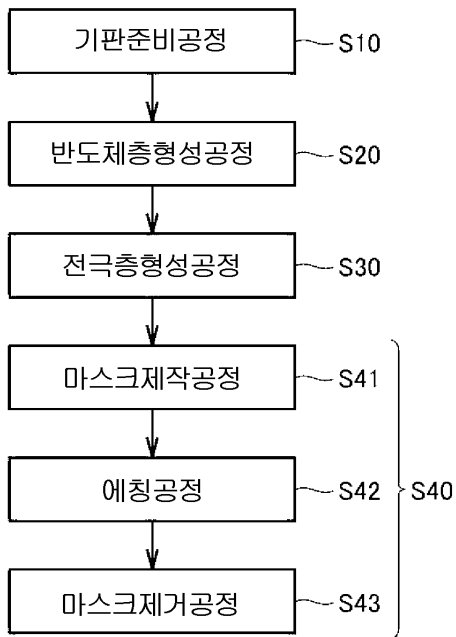 기판준비공정 S10
반도체층형성공정 S20
전극층형성공정 S30
마스크제작공정 S41
에칭공정 S42 S40
마스크제거공정 S43